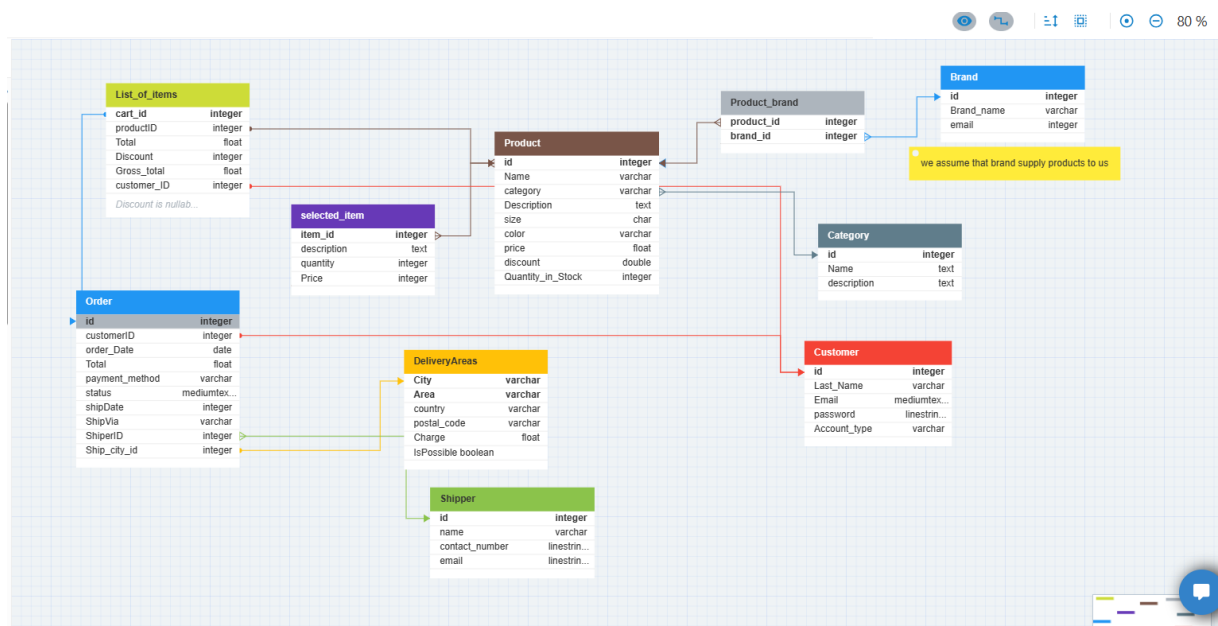 80 %
List_of_items
cart_id integer
productID integer
Total float
Discount integer
Gross_total float
customer_ID integer
Discount is nullab...
Product
id integer
Name varchar
category varchar
Description text
size char
color varchar
price float
discount double
Quantity_in_Stock integer
Product_brand
product_id integer
brand_id integer
Brand
id integer
Brand_name varchar
email integer
we assume that brand supply products to us
selected_item
item_id integer
description text
quantity integer
Price integer
Category
id integer
Name text
description text
Order
id integer
customerID integer
order_Date date
Total float
payment_method varchar
status mediumtex...
shipDate integer
ShipVia varchar
ShiperID integer
Ship_city_id integer
DeliveryAreas
City varchar
Area varchar
country varchar
postal_code varchar
Charge float
IsPossible boolean
Customer
id integer
Last_Name varchar
Email mediumtex...
password linestrin...
Account_type varchar
Shipper
id integer
name varchar
contact_number linestrin...
email linestrin...